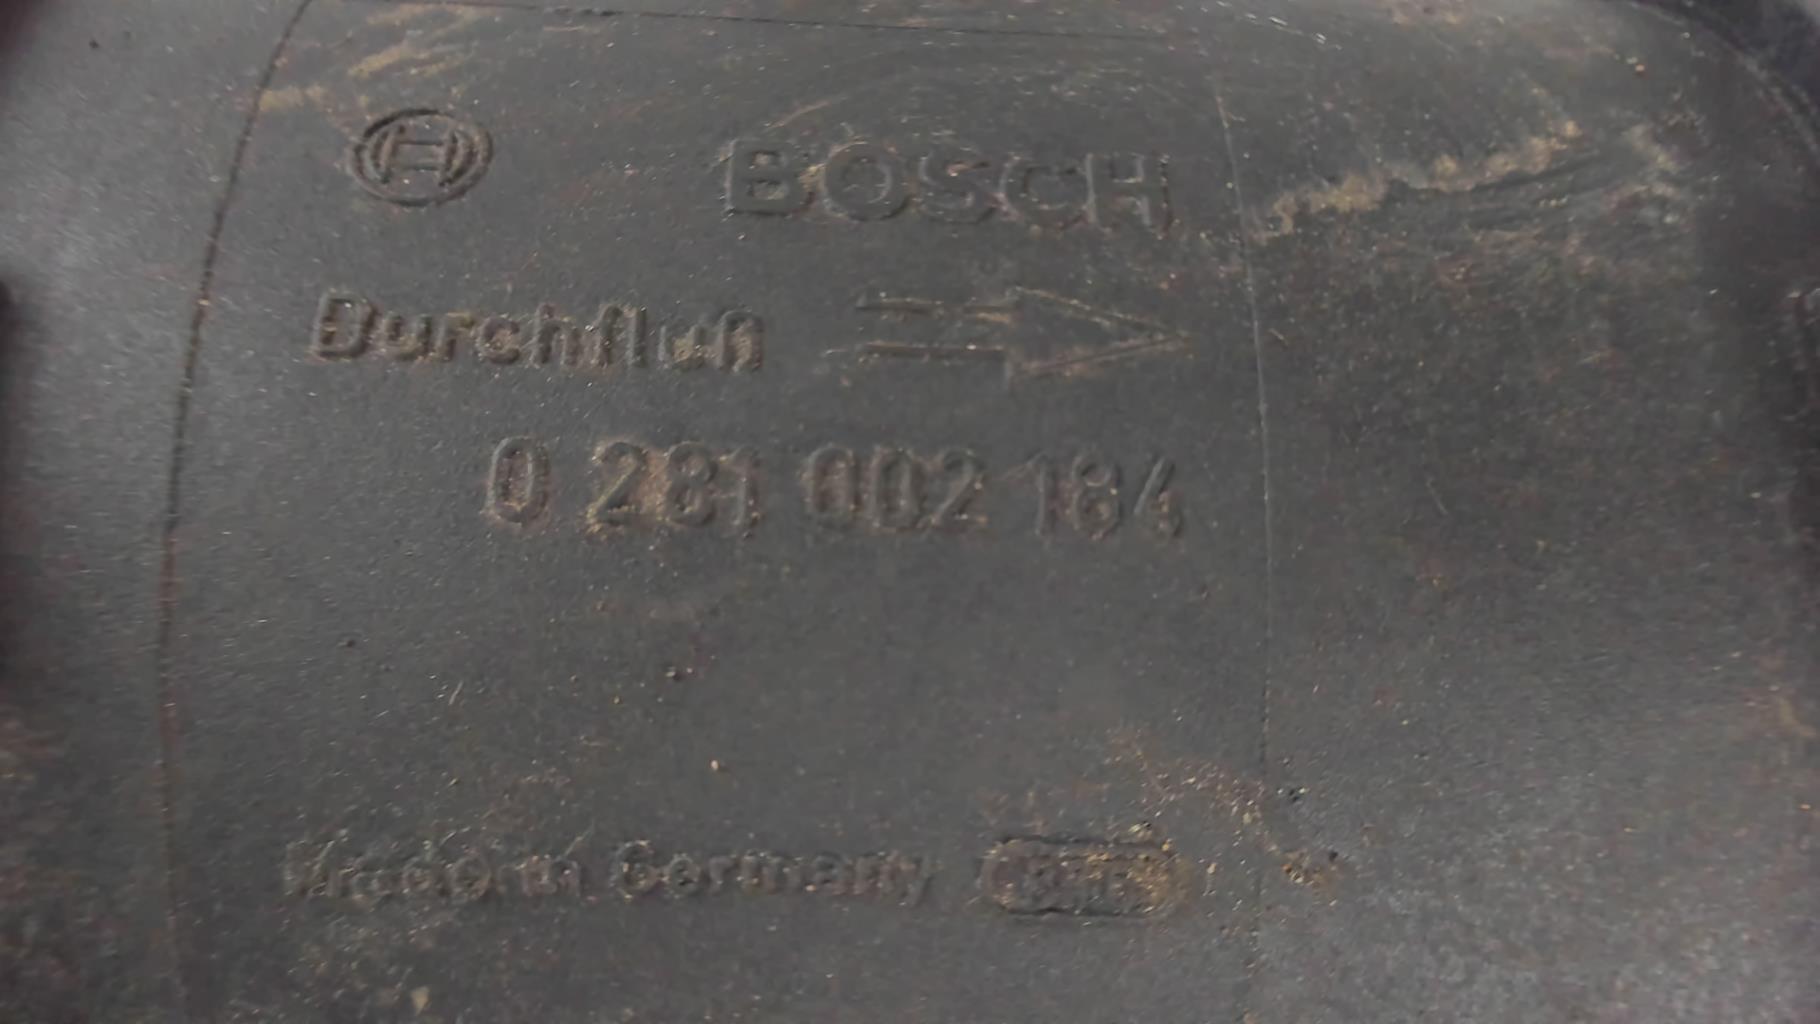 BOSCH
Durchfluß
0 281 002 184
Made in Germany